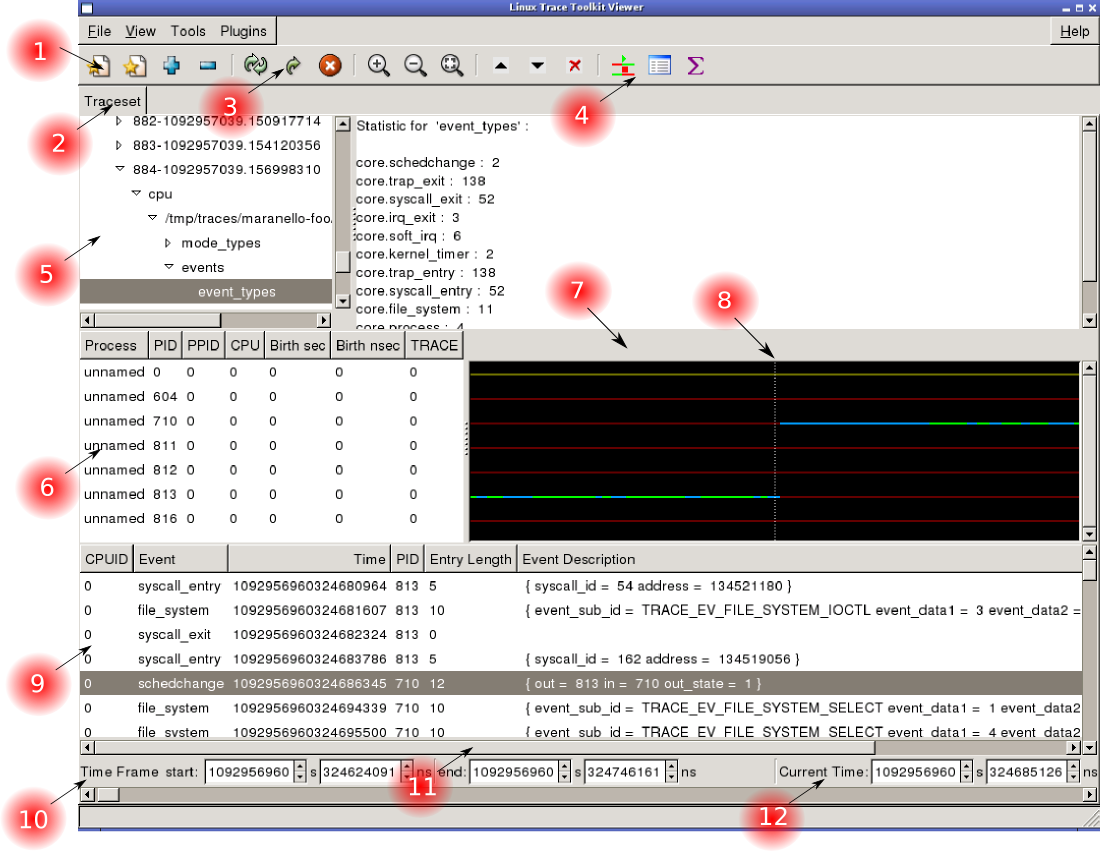 Linux Trace Toolkit Viewer
File View Tools Plugins Help
1
3
4
Traceset
2
882-1092957039.150917714
883-1092957039.154120356
884-1092957039.156998310
cpu
/tmp/traces/maranello-foo.
mode_types
events
event_types
5
Statistic for 'event_types' :
core.schedchange : 2
core.trap_exit : 138
core.syscall_exit : 52
core.irq_exit : 3
core.soft_irq : 6
core.kernel_timer : 2
core.trap_entry : 138
core.syscall_entry : 52
core.file_system : 11
core.process : 4
7
8
Process PID PPID CPU Birth sec Birth nsec TRACE
unnamed 0 0 0 0 0 0
unnamed 604 0 0 0 0 0
unnamed 710 0 0 0 0 0
unnamed 811 0 0 0 0 0
unnamed 812 0 0 0 0 0
unnamed 813 0 0 0 0 0
unnamed 816 0 0 0 0 0
6
CPUID Event Time PID Entry Length Event Description
0 syscall_entry 1092956960324680964 813 5 { syscall_id = 54 address = 134521180 }
0 file_system 1092956960324681607 813 10 { event_sub_id = TRACE_EV_FILE_SYSTEM_IOCTL event_data1 = 3 event_data2 =
0 syscall_exit 1092956960324682324 813 0
0 syscall_entry 1092956960324683786 813 5 { syscall_id = 162 address = 134519056 }
0 schedchange 1092956960324686345 710 12 { out = 813 in = 710 out_state = 1 }
0 file_system 1092956960324694339 710 10 { event_sub_id = TRACE_EV_FILE_SYSTEM_SELECT event_data1 = 1 event_data2
0 file_system 1092956960324695500 710 10 { event_sub_id = TRACE_EV_FILE_SYSTEM_SELECT event_data1 = 4 event_data2
9
Time Frame start: 1092956960 s 324624091 ns end: 1092956960 s 324746161 ns Current Time: 1092956960 s 324685126 ns
10
11
12